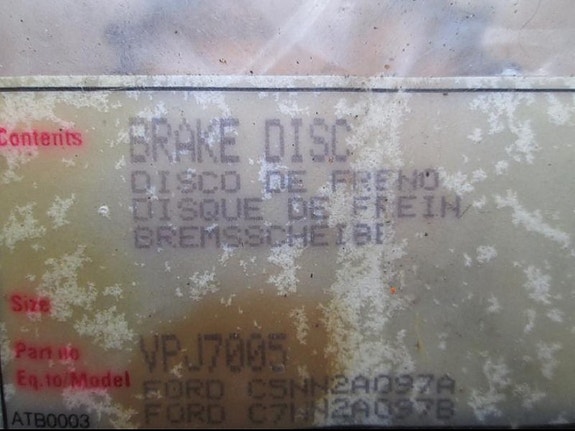 Contents BRAKE DISC
DISCO DE FRENO
DISQUE DE FREIN/
BREMSSCHEIBE
Size
Part no VPJ7005
Eq.to/Model FORD C5NN2A097A
FORD C7NN2A097B
ATB0003